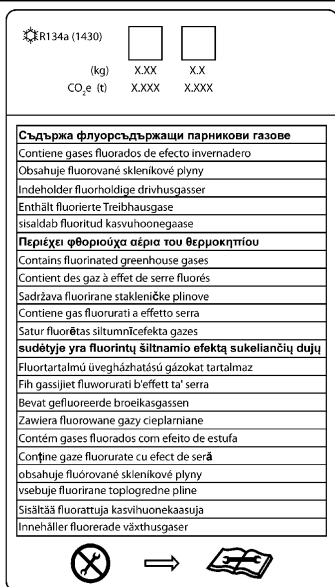 R134a (1430)
(kg) X.XX X.X
CO₂e (t) X.XXX X.XXX
Съдържа флуорсъдържащи парникови газове
Contiene gases fluorados de efecto invernadero
Obsahuje fluorované skleníkové plyny
Indeholder fluorholdige drivhusgasser
Enthält fluorierte Treibhausgase
sisaldab fluoritud kasvuhoonegaase
Περιέχει φθοριούχα αέρια του θερμοκηπίου
Contains fluorinated greenhouse gases
Contient des gaz à effet de serre fluorés
Sadržava fluorirane stakleničke plinove
Contiene gas fluorurati a effetto serra
Satur fluorētas siltumnīcefekta gazes
sudėtyje yra fluorintų šiltnamio efektą sukeliančių dujų
Fluortartalmú üvegházhatású gázokat tartalmaz
Fih gassijiet fluworurati b'effett ta' serra
Bevat gefluoreerde broeikasgassen
Zawiera fluorowane gazy cieplarniane
Contém gases fluorados com efeito de estufa
Conține gaze fluorurate cu efect de seră
obsahuje fluórované skleníkové plyny
vsebuje fluorirane toplogredne pline
Sisältää fluorattuja kasvihuonekaasuja
Innehåller fluorerade växthusgaser